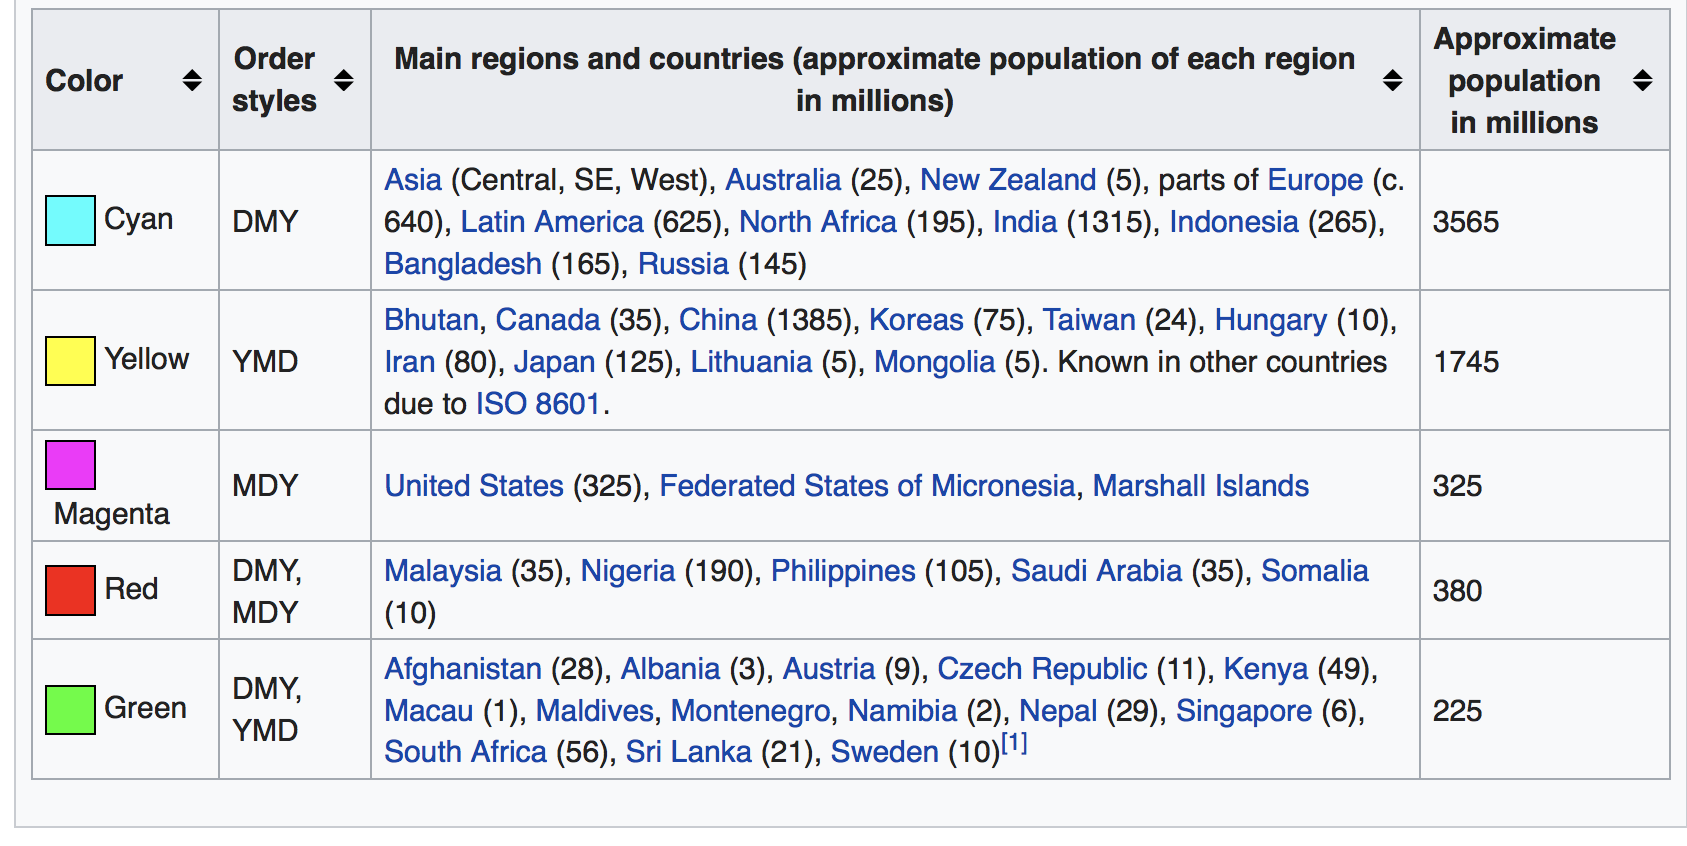 Color
Order styles
Main regions and countries (approximate population of each region
in millions)
Approximate
population
in millions
Cyan
DMY
Asia (Central, SE, West), Australia (25), New Zealand (5), parts of Europe (c.
640), Latin America (625), North Africa (195), India (1315), Indonesia (265),
Bangladesh (165), Russia (145)
3565
Yellow
YMD
Bhutan, Canada (35), China (1385), Koreas (75), Taiwan (24), Hungary (10),
Iran (80), Japan (125), Lithuania (5), Mongolia (5). Known in other countries
due to ISO 8601.
1745
Magenta
MDY
United States (325), Federated States of Micronesia, Marshall Islands
325
Red
DMY,
MDY
Malaysia (35), Nigeria (190), Philippines (105), Saudi Arabia (35), Somalia
(10)
380
Green
DMY,
YMD
Afghanistan (28), Albania (3), Austria (9), Czech Republic (11), Kenya (49),
Macau (1), Maldives, Montenegro, Namibia (2), Nepal (29), Singapore (6),
South Africa (56), Sri Lanka (21), Sweden (10)[1]
225